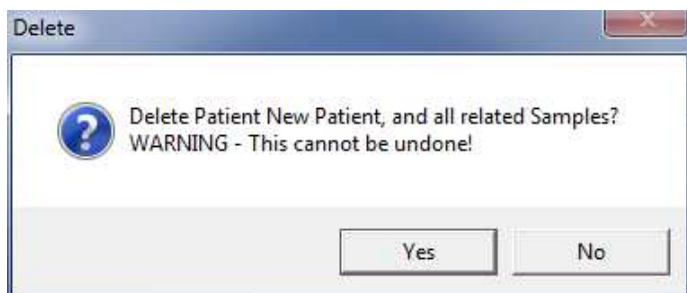 Delete
Delete Patient New Patient, and all related Samples?
WARNING - This cannot be undone!
Yes
No